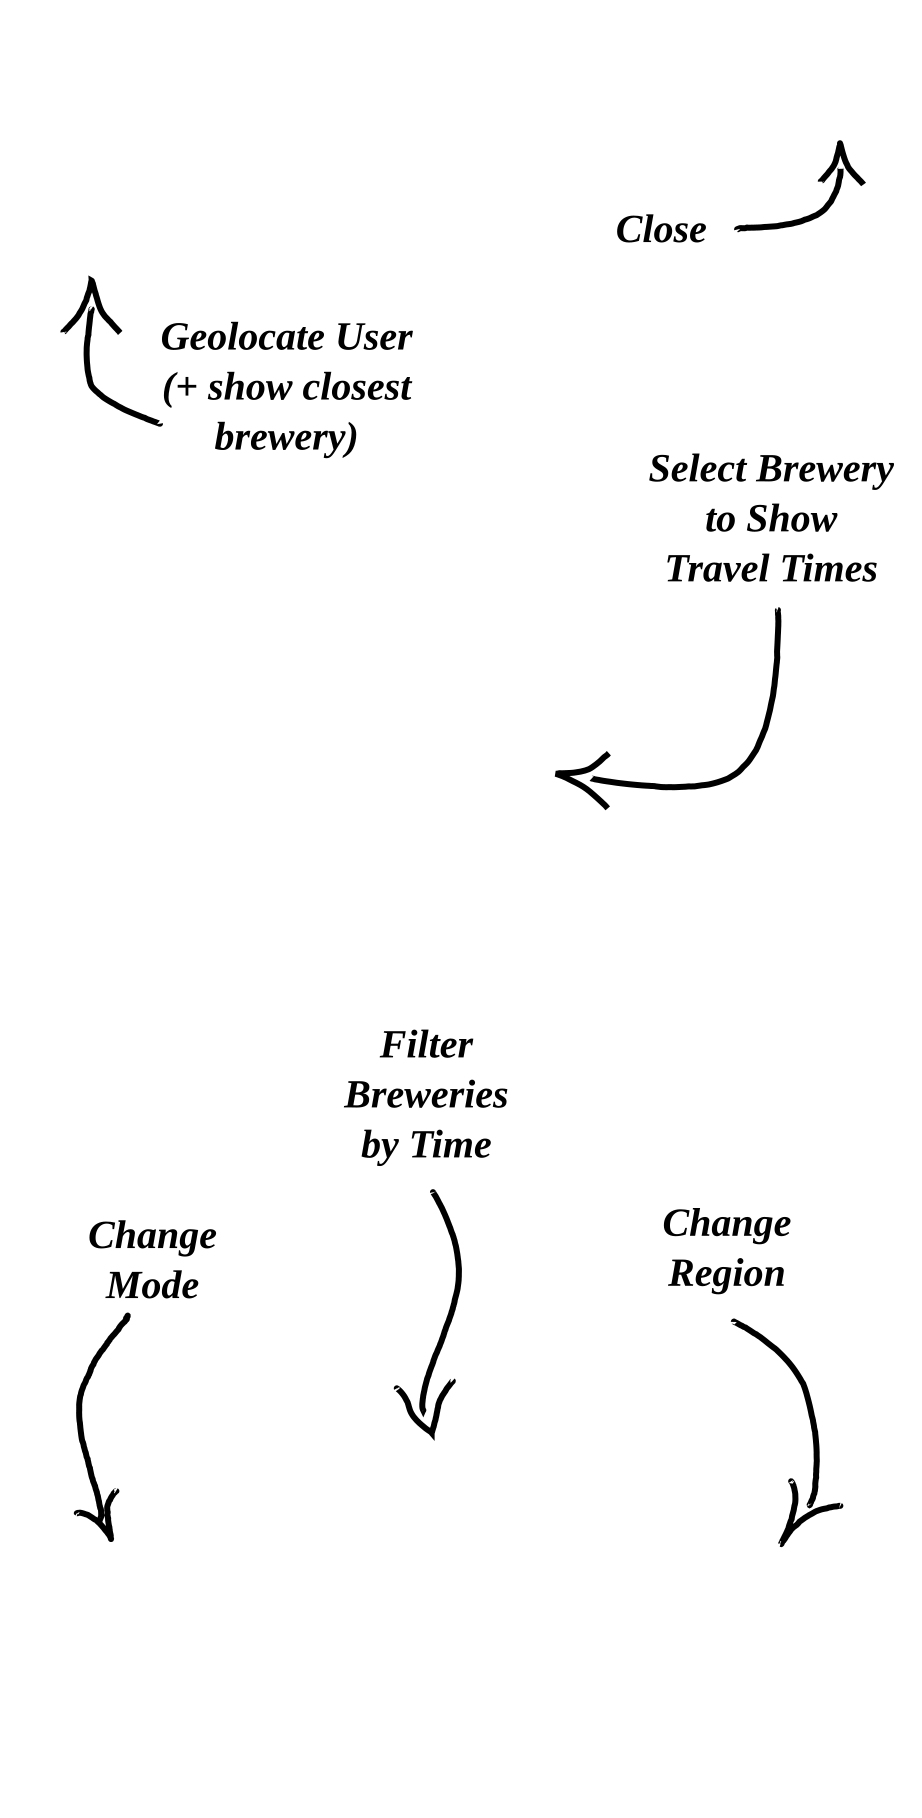 Close
Geolocate User
(+ show closest
brewery)
Select Brewery
to Show
Travel Times
Filter
Breweries
by Time
Change
Mode
Change
Region